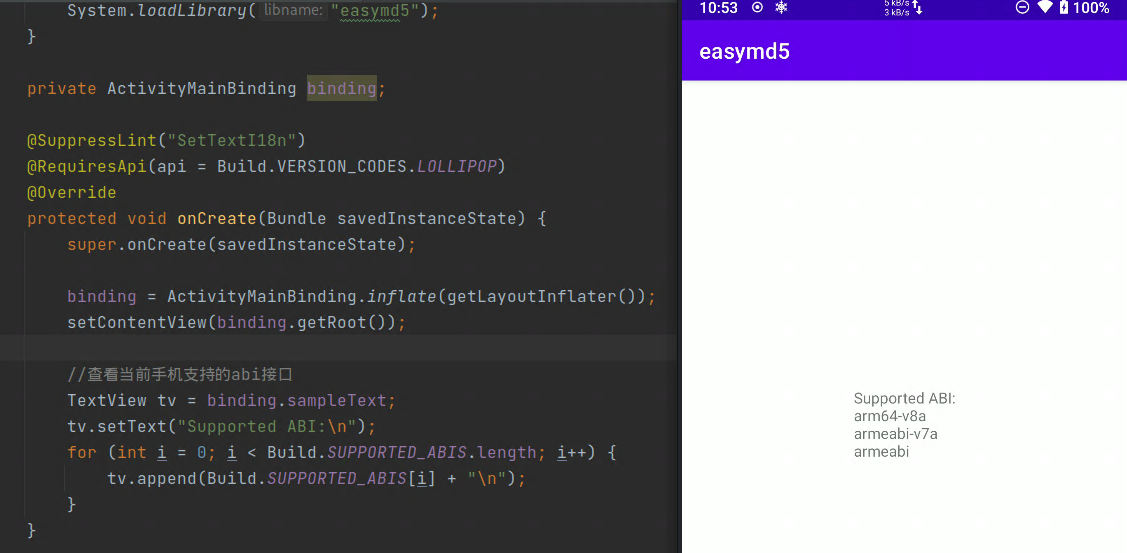 System.loadLibrary( libname: "easymd5");
}
private ActivityMainBinding binding;
@SuppressLint("SetTextI18n")
@RequiresApi(api = Build.VERSION_CODES.LOLLIPOP)
@Override
protected void onCreate(Bundle savedInstanceState) {
super.onCreate(savedInstanceState);
binding = ActivityMainBinding.inflate(getLayoutInflater());
setContentView(binding.getRoot());
//查看当前手机支持的abi接口
TextView tv = binding.sampleText;
tv.setText("Supported ABI:\n");
for (int i = 0; i < Build.SUPPORTED_ABIS.length; i++) {
tv.append(Build.SUPPORTED_ABIS[i] + "\n");
}
}
10:53
5 kB/s
3 kB/s
100%
easymd5
Supported ABI:
arm64-v8a
armeabi-v7a
armeabi